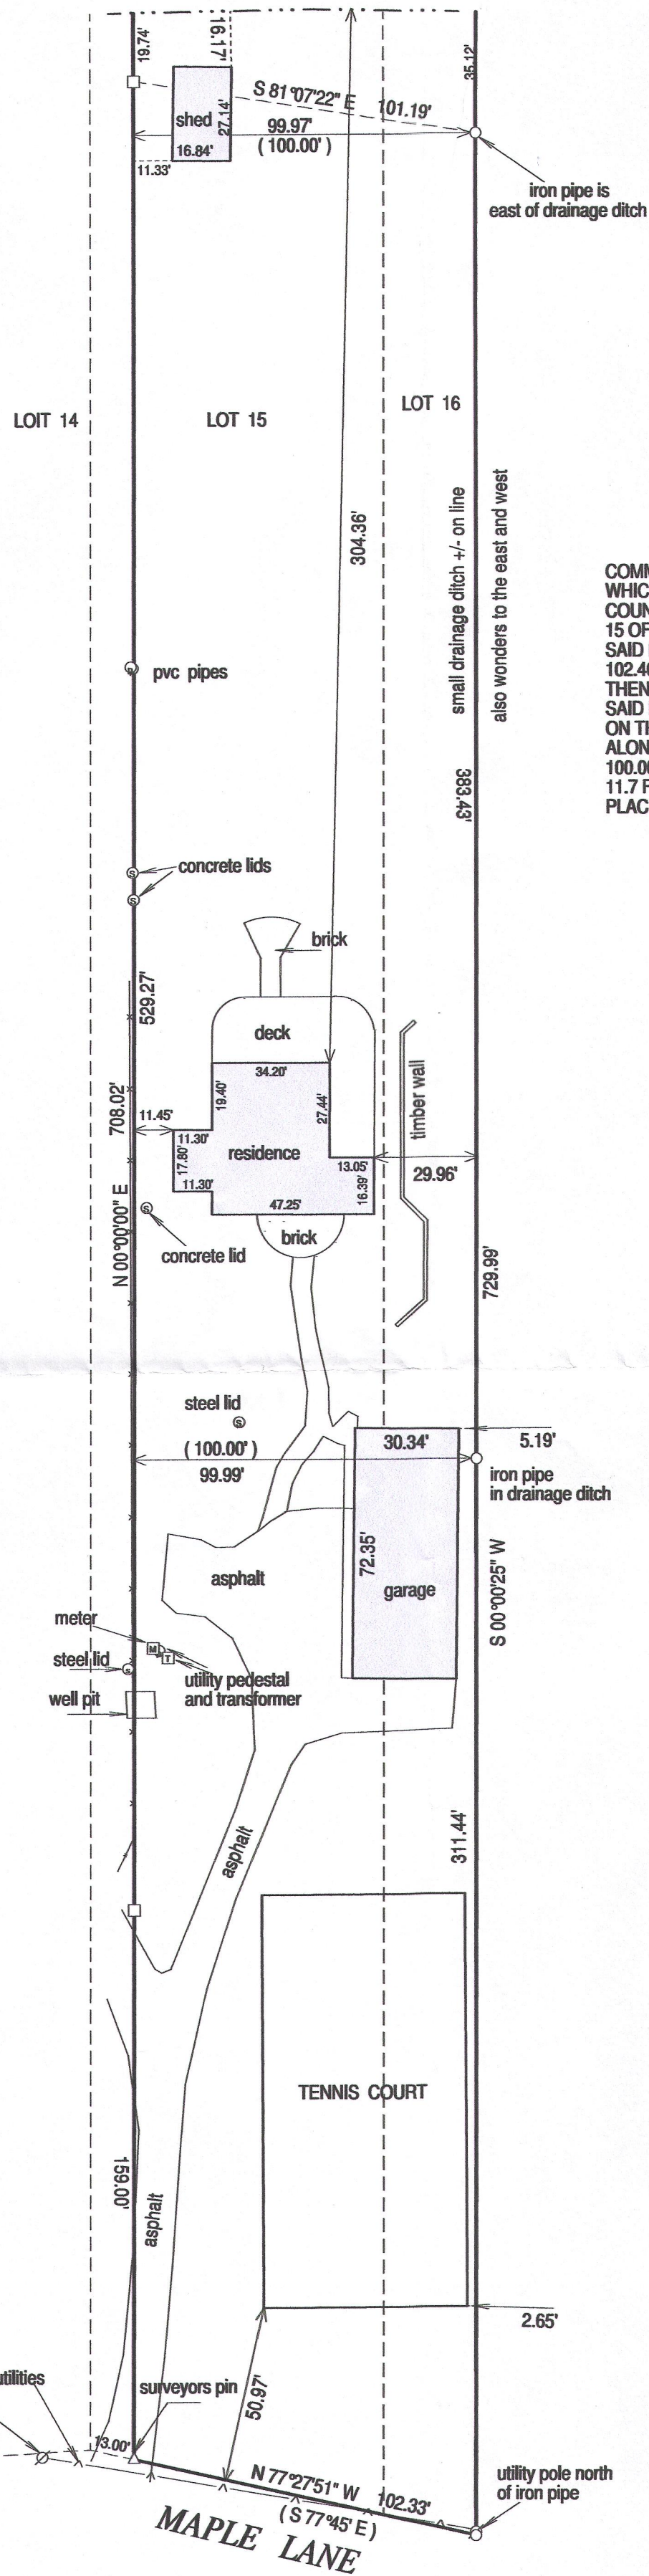 19.74'
16.17'
35.12'
S 81°07'22" E 101.19'
shed
27.14'
16.84'
99.97'
( 100.00' )
11.33'
iron pipe is
east of drainage ditch
LOIT 14
LOT 15
LOT 16
304.36'
small drainage ditch +/- on line
also wonders to the east and west
COMM
WHIC
COUN
15 OF
SAID
102.40
THEN
SAID
ON TH
ALON
100.00
11.7 F
PLAC
pvc pipes
383.43'
S
concrete lids
S
brick
529.27'
deck
34.20'
19.40'
27.44'
timber wall
708.02'
11.45'
11.30'
residence
17.80'
13.05'
29.96'
11.30'
16.39'
47.25'
N 00°00'00" E
S
concrete lid
brick
729.99'
steel lid
S
( 100.00' )
99.99'
30.34'
5.19'
iron pipe
in drainage ditch
72.35'
asphalt
garage
S 00°00'25" W
meter
M
T
steel lid
S
utility pedestal
and transformer
well pit
asphalt
311.44'
TENNIS COURT
159.00'
asphalt
2.65'
utilities
surveyors pin
50.97'
13.00'
N 77°27'51" W 102.33'
( S 77°45' E )
utility pole north
of iron pipe
MAPLE LANE